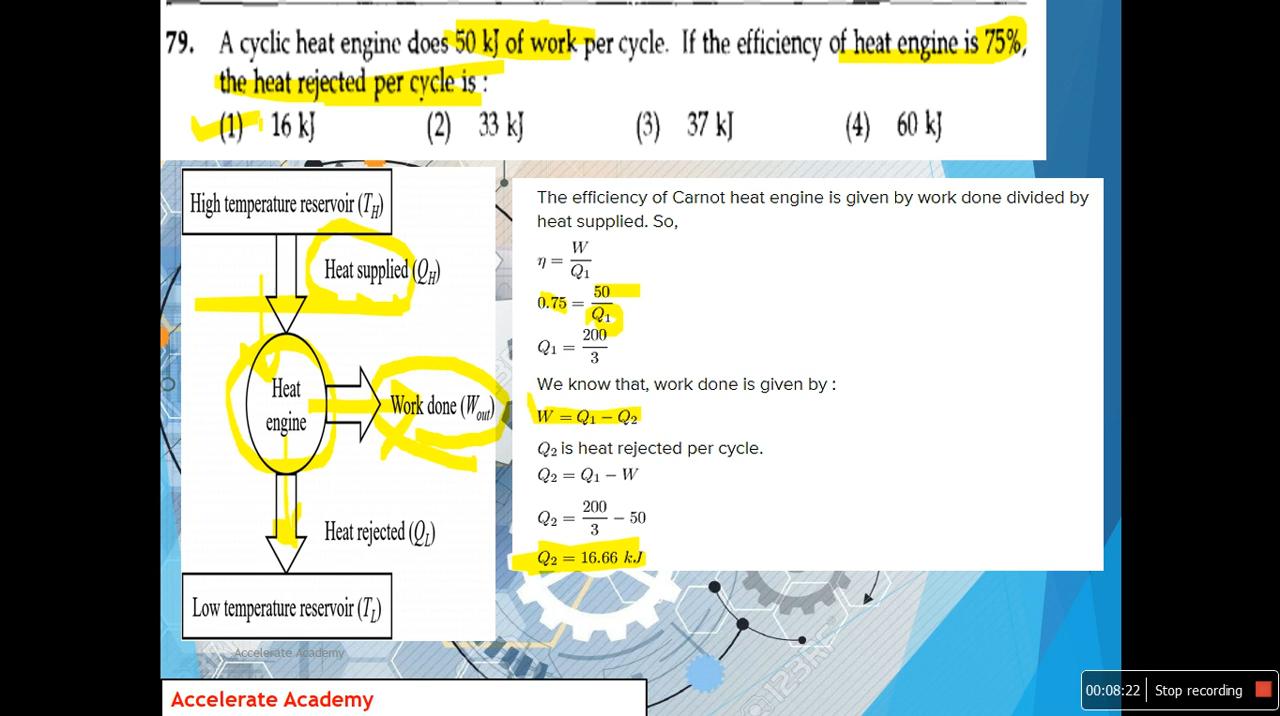 79. A cyclic heat engine does 50 kJ of work per cycle. If the efficiency of heat engine is 75%,
the heat rejected per cycle is :
(1) 16 kJ (2) 33 kJ (3) 37 kJ (4) 60 kJ
High temperature reservoir (T_H)
Heat supplied (Q_H)
Heat
engine
Work done (W_out)
Heat rejected (Q_L)
Low temperature reservoir (T_L)
Accelerate Academy
The efficiency of Carnot heat engine is given by work done divided by
heat supplied. So,
η = W/Q₁
0.75 = 50/Q₁
Q₁ = 200/3
We know that, work done is given by :
W = Q₁ − Q₂
Q₂ is heat rejected per cycle.
Q₂ = Q₁ − W
Q₂ = 200/3 − 50
Q₂ = 16.66 kJ
123RF
Accelerate Academy
00:08:22 Stop recording